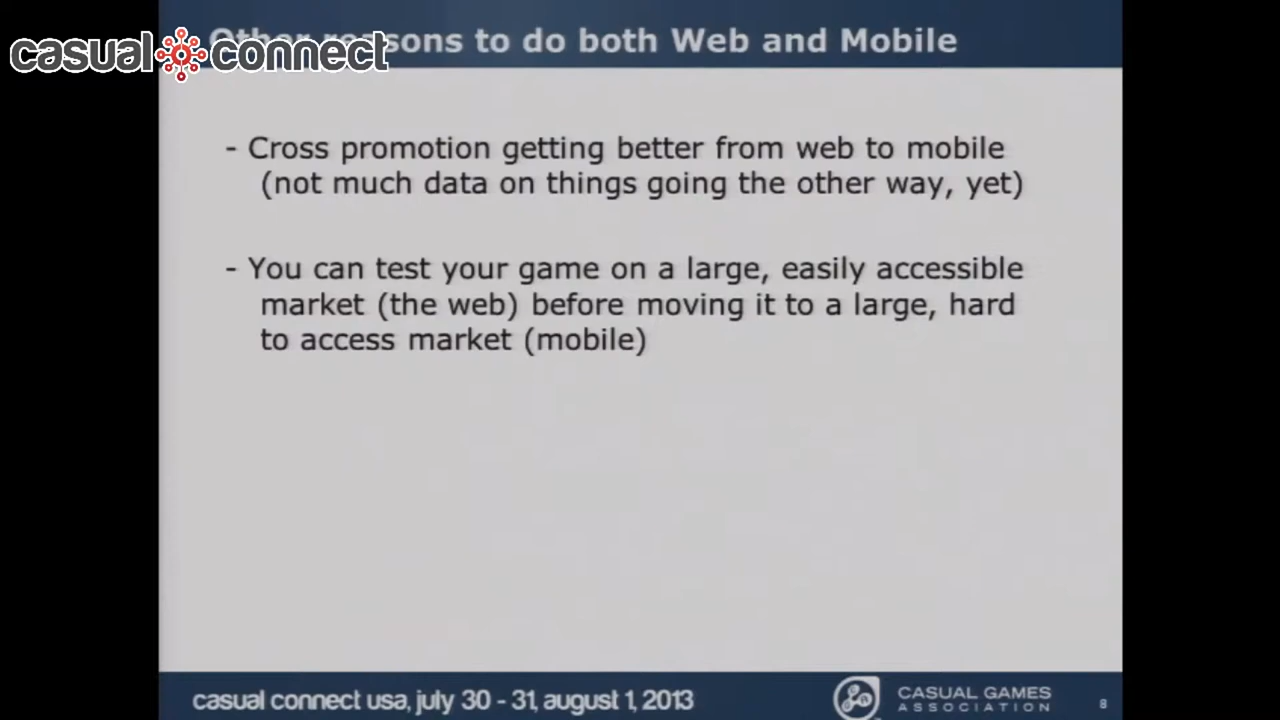 casual connect
Other reasons to do both Web and Mobile
- Cross promotion getting better from web to mobile
(not much data on things going the other way, yet)
- You can test your game on a large, easily accessible
market (the web) before moving it to a large, hard
to access market (mobile)
casual connect usa, july 30 - 31, august 1, 2013
CASUAL GAMES
ASSOCIATION
8